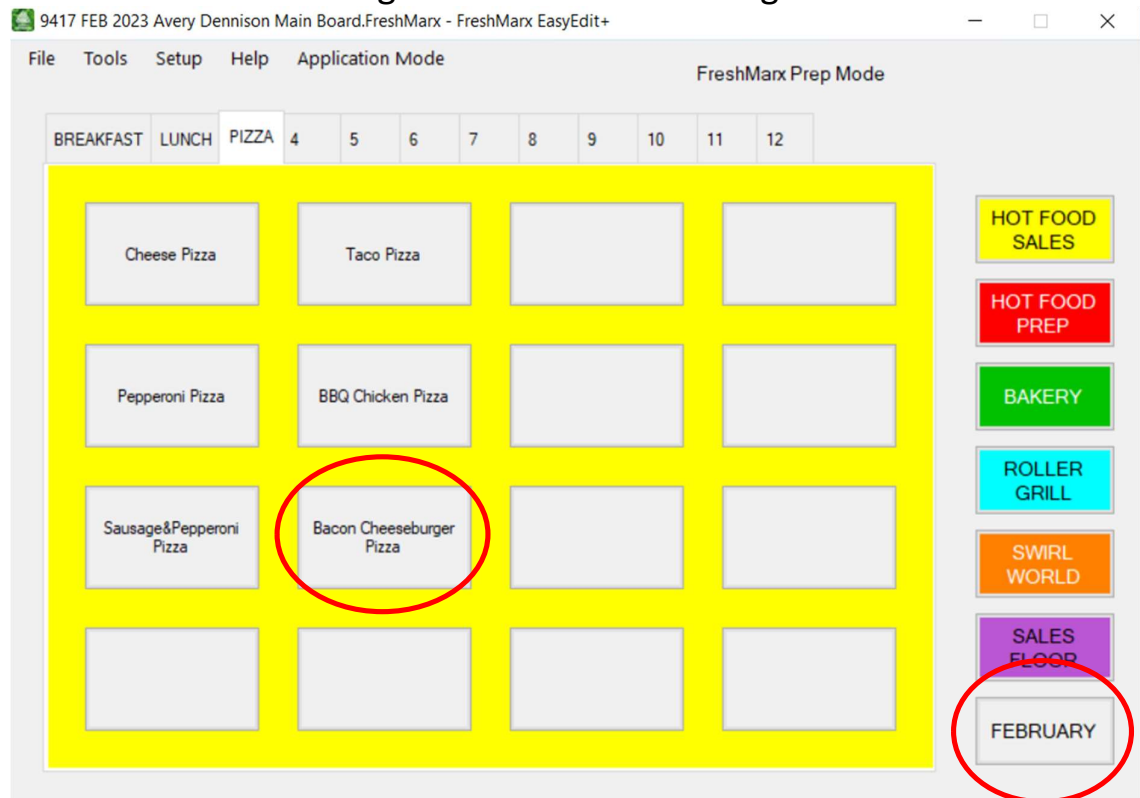 9417 FEB 2023 Avery Dennison Main Board.FreshMarx - FreshMarx EasyEdit+
File Tools Setup Help Application Mode
FreshMarx Prep Mode
BREAKFAST LUNCH PIZZA 4 5 6 7 8 9 10 11 12
Cheese Pizza
Taco Pizza
HOT FOOD
SALES
HOT FOOD
PREP
Pepperoni Pizza
BBQ Chicken Pizza
BAKERY
Sausage&Pepperoni
Pizza
Bacon Cheeseburger
Pizza
ROLLER
GRILL
SWIRL
WORLD
SALES
FLOOR
FEBRUARY